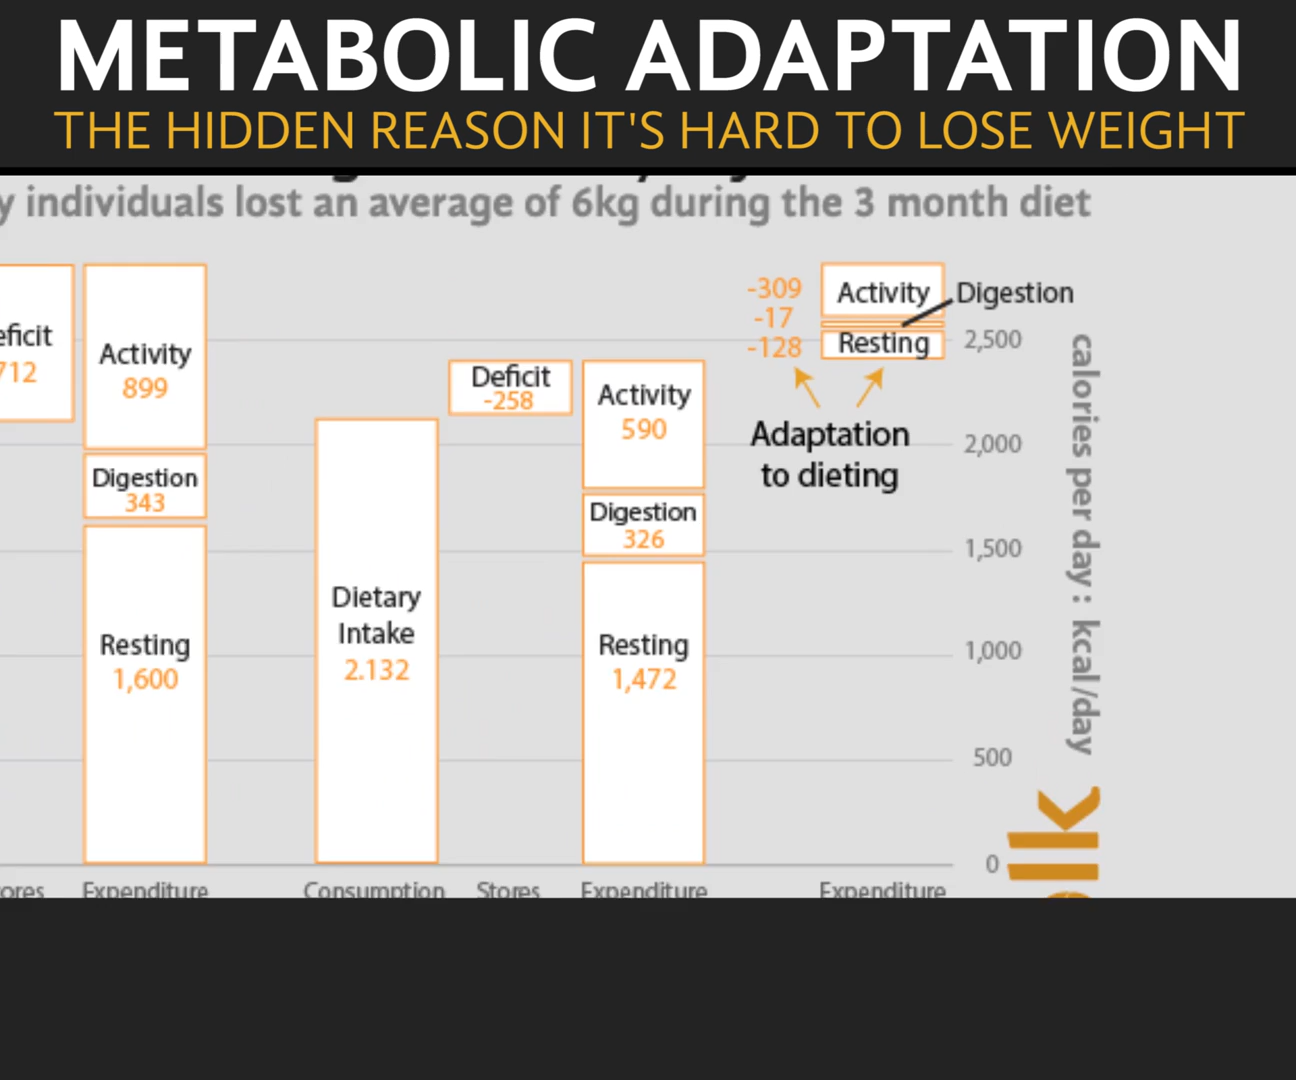 METABOLIC ADAPTATION
THE HIDDEN REASON IT'S HARD TO LOSE WEIGHT
individuals lost an average of 6kg during the 3 month diet
712
Activity
899
Digestion
343
Resting
1,600
Expenditure
Dietary
Intake
2.132
Consumption
Deficit
-258
Stores
Activity
590
Digestion
326
Resting
1,472
Expenditure
-309
-17
-128
Activity
Digestion
Resting
Adaptation
to dieting
Expenditure
2,500
2,000
1,500
1,000
500
0
calories per day : kcal/day